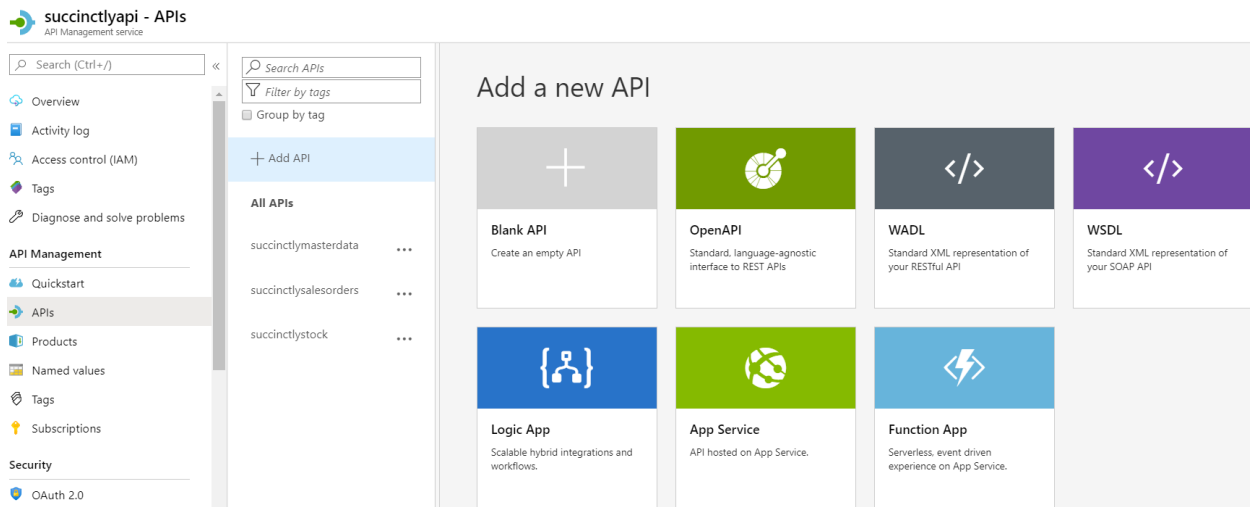 succinctlyapi - APIs
API Management service
Search (Ctrl+/)
«
Overview
Activity log
Access control (IAM)
Tags
Diagnose and solve problems
API Management
Quickstart
APIs
Products
Named values
Tags
Subscriptions
Security
OAuth 2.0
Search APIs
Filter by tags
Group by tag
Add API
All APIs
succinctlymasterdata
...
succinctlysalesorders
...
succinctlystock
...
Add a new API
Blank API
Create an empty API
OpenAPI
Standard, language-agnostic
interface to REST APIs
WADL
Standard XML representation of
your RESTful API
WSDL
Standard XML representation of
your SOAP API
Logic App
Scalable hybrid integrations and
workflows.
App Service
API hosted on App Service.
Function App
Serverless, event driven
experience on App Service.